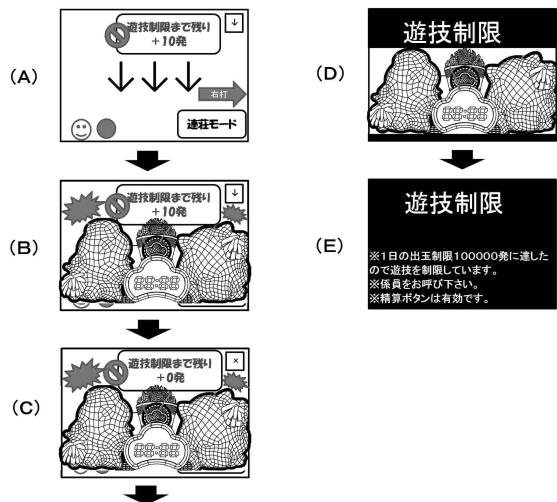 (A)
遊技制限まで残り
+10発
↓
右打
連荘モード
(B)
遊技制限まで残り
+10発
↓
88:88
(C)
遊技制限まで残り
+0発
×
88:88
(D)
遊技制限
88:88
(E)
遊技制限
※1日の出玉制限100000発に達した
ので遊技を制限しています。
※係員をお呼び下さい。
※精算ボタンは有効です。